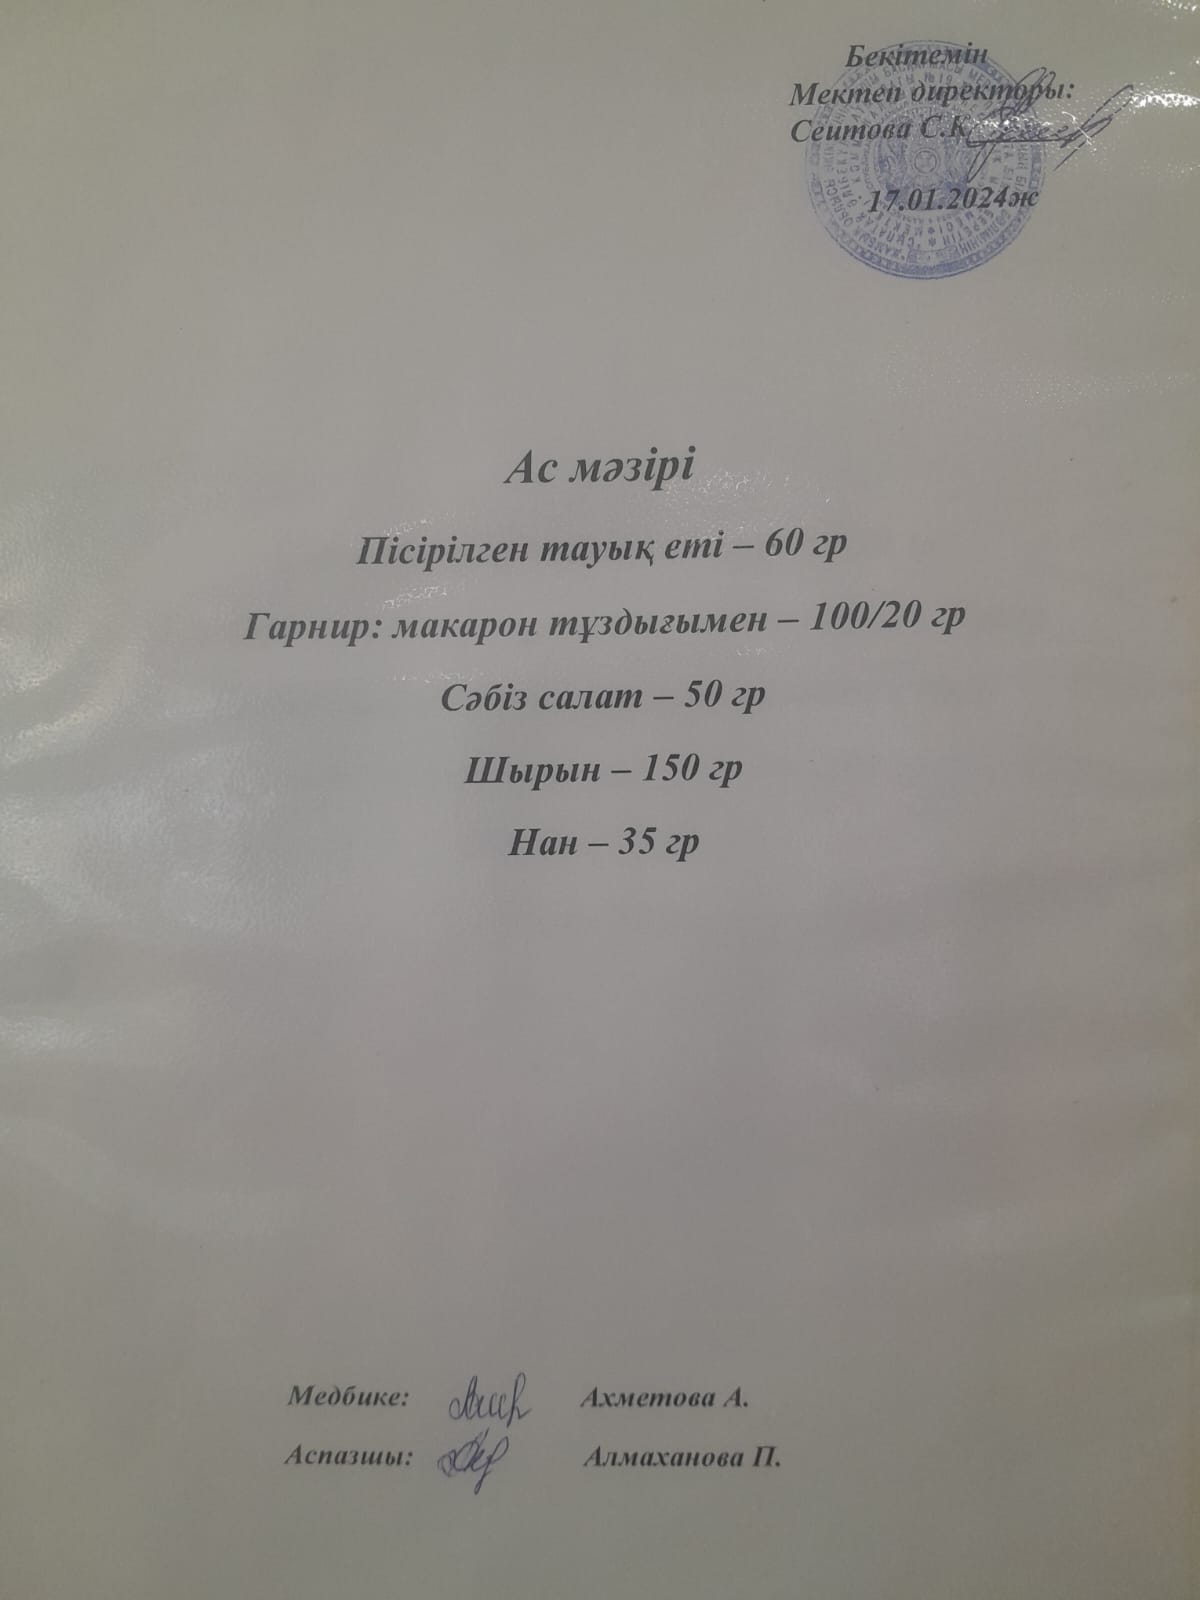 Бекітемін
Мектеп директоры:
Сеитова С.К
17.01.2024ж
Ас мәзірі
Пісірілген тауық еті – 60 гр
Гарнир: макарон тұздығымен – 100/20 гр
Сәбіз салат – 50 гр
Шырын – 150 гр
Нан – 35 гр
Медбике: Ахметова А.
Аспазшы: Алмаханова П.